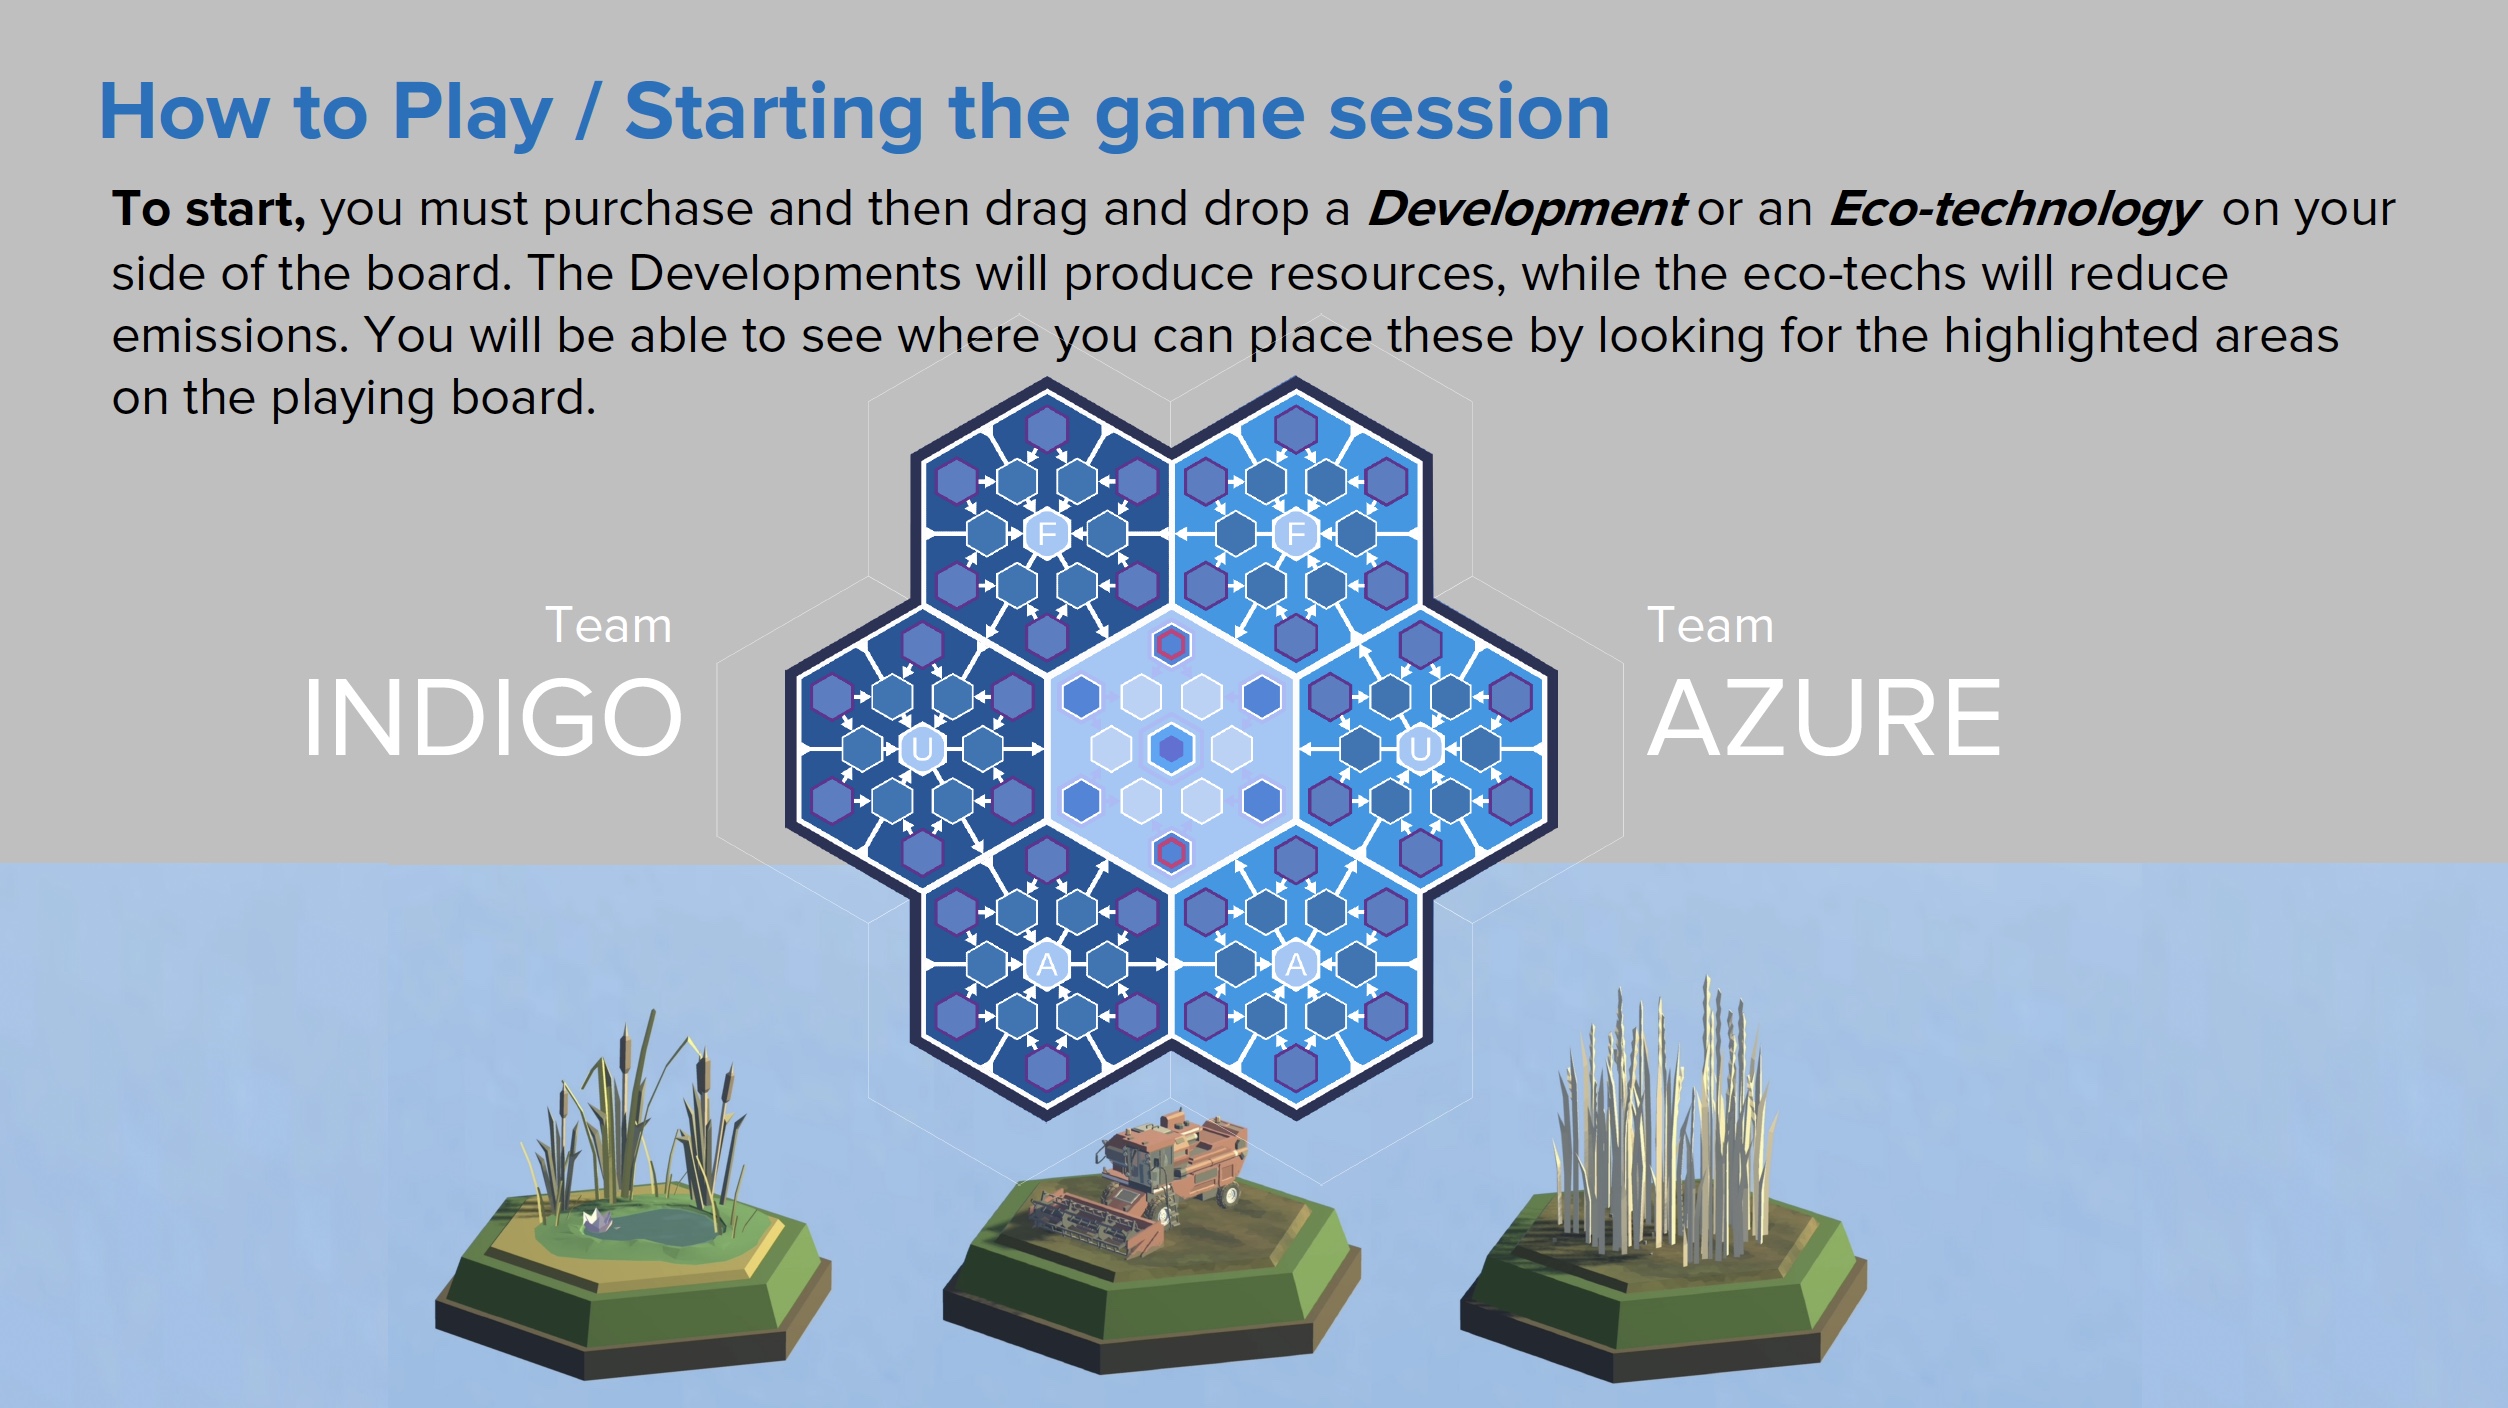 How to Play / Starting the game session
To start, you must purchase and then drag and drop a Development or an Eco-technology on your
side of the board. The Developments will produce resources, while the eco-techs will reduce
emissions. You will be able to see where you can place these by looking for the highlighted areas
on the playing board.
F F
Team
INDIGO
Team
AZURE
U U
A A